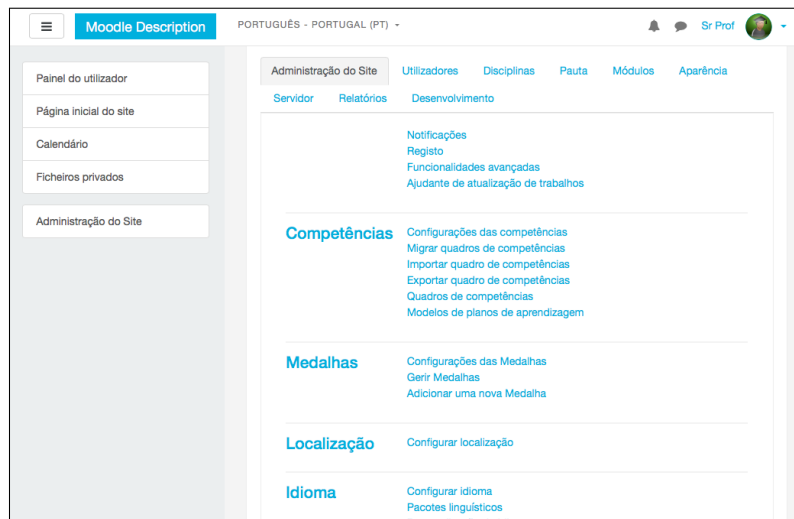 Moodle Description
PORTUGUÊS - PORTUGAL (PT)
Sr Prof
Painel do utilizador
Página inicial do site
Calendário
Ficheiros privados
Administração do Site
Administração do Site Utilizadores Disciplinas Pauta Módulos Aparência
Servidor Relatórios Desenvolvimento
Notificações
Registo
Funcionalidades avançadas
Ajudante de atualização de trabalhos
Competências
Configurações das competências
Migrar quadros de competências
Importar quadro de competências
Exportar quadro de competências
Quadros de competências
Modelos de planos de aprendizagem
Medalhas
Configurações das Medalhas
Gerir Medalhas
Adicionar uma nova Medalha
Localização
Configurar localização
Idioma
Configurar idioma
Pacotes linguísticos